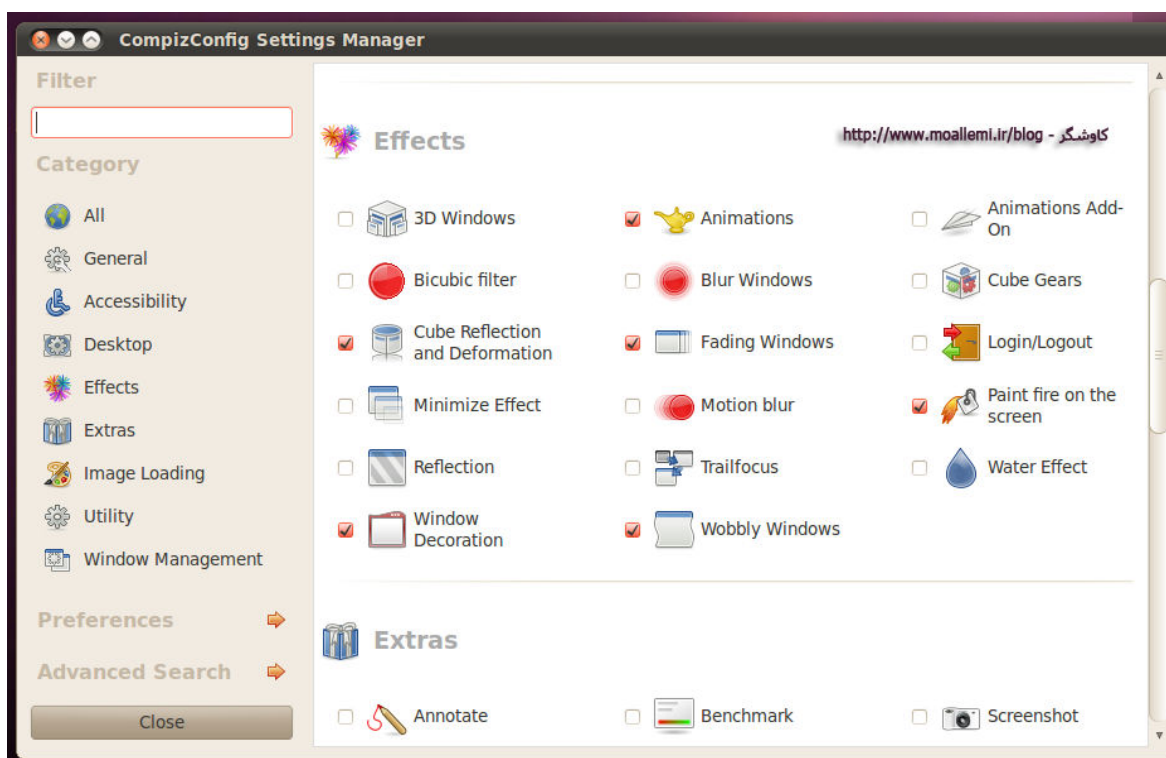 CompizConfig Settings Manager
Filter
Category
All
General
Accessibility
Desktop
Effects
Extras
Image Loading
Utility
Window Management
Preferences
Advanced Search
Close
Effects
http://www.moallemi.ir/blog - کاوشگر
3D Windows
Animations
Animations Add-
On
Bicubic filter
Blur Windows
Cube Gears
Cube Reflection
and Deformation
Fading Windows
Login/Logout
Minimize Effect
Motion blur
Paint fire on the
screen
Reflection
Trailfocus
Water Effect
Window
Decoration
Wobbly Windows
Extras
Annotate
Benchmark
Screenshot